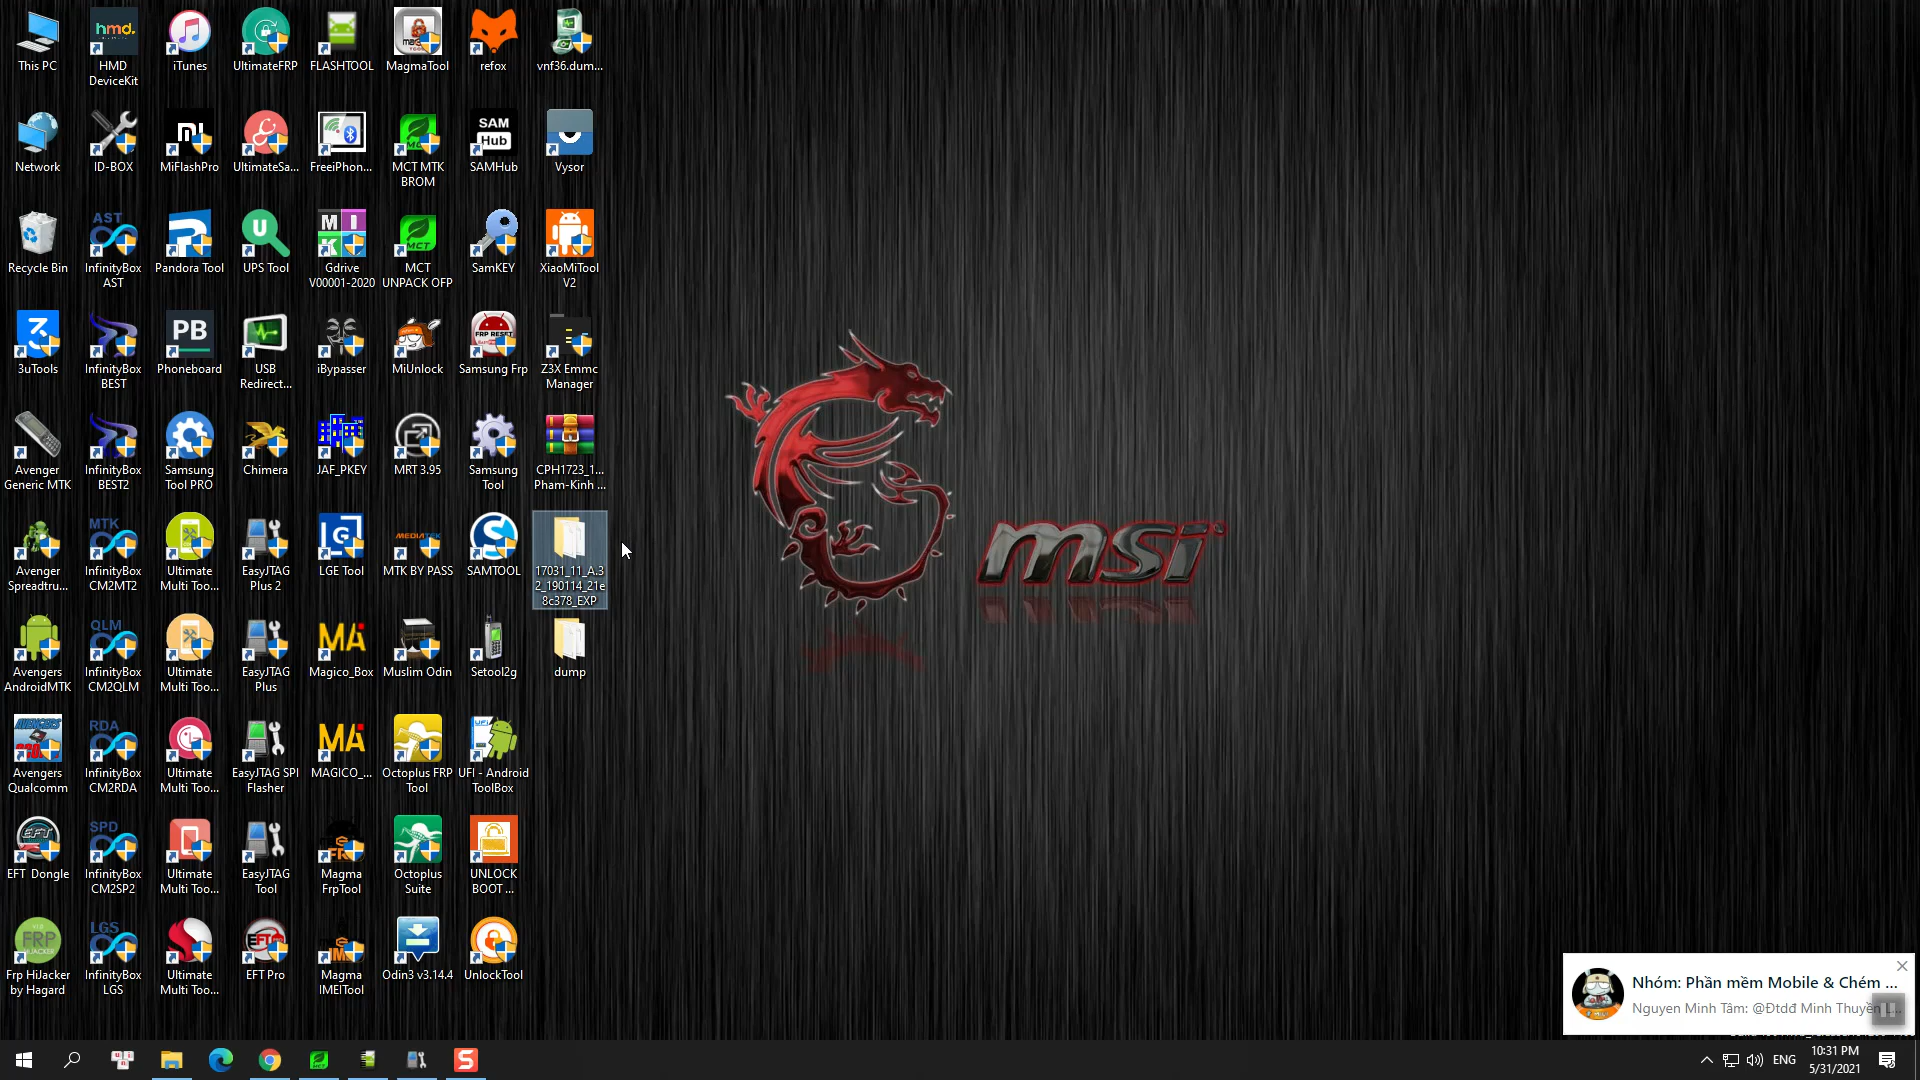 This PC
HMD
DeviceKit
iTunes
UltimateFRP
FLASHTOOL
MagmaTool
refox
vnf36.dum...
Network
ID-BOX
MiFlashPro
UltimateSa...
FreeiPhon...
MCT MTK
BROM
SAMHub
Vysor
Recycle Bin
InfinityBox
AST
Pandora Tool
UPS Tool
Gdrive
V00001-2020
MCT
UNPACK OFP
SamKEY
XiaoMiTool
V2
3uTools
InfinityBox
BEST
Phoneboard
USB
Redirect...
iBypasser
MiUnlock
Samsung Frp
Z3X Emmc
Manager
Avenger
Generic MTK
InfinityBox
BEST2
Samsung
Tool PRO
Chimera
JAF_PKEY
MRT 3.95
Samsung
Tool
CPH1723_1...
Pham-Kinh ...
Avenger
Spreadtru...
InfinityBox
CM2MT2
Ultimate
Multi Too...
EasyJTAG
Plus 2
LGE Tool
MTK BY PASS
SAMTOOL
17031_11_A.3
2_190114_21e
8c378_EXP
Avengers
AndroidMTK
InfinityBox
CM2QLM
Ultimate
Multi Too...
EasyJTAG
Plus
Magico_Box
Muslim Odin
Setool2g
dump
Avengers
Qualcomm
InfinityBox
CM2RDA
Ultimate
Multi Too...
EasyJTAG SPI
Flasher
MAGICO_...
Octoplus FRP
Tool
UFI - Android
ToolBox
EFT Dongle
InfinityBox
CM2SP2
Ultimate
Multi Too...
EasyJTAG
Tool
Magma
FrpTool
Octoplus
Suite
UNLOCK
BOOT ...
Frp HiJacker
by Hagard
InfinityBox
LGS
Ultimate
Multi Too...
EFT Pro
Magma
IMEITool
Odin3 v3.14.4
UnlockTool
msi
Nhóm: Phần mềm Mobile & Chém ...
Nguyen Minh Tâm: @Đtdđ Minh Thuyền L...
ENG
10:31 PM
5/31/2021